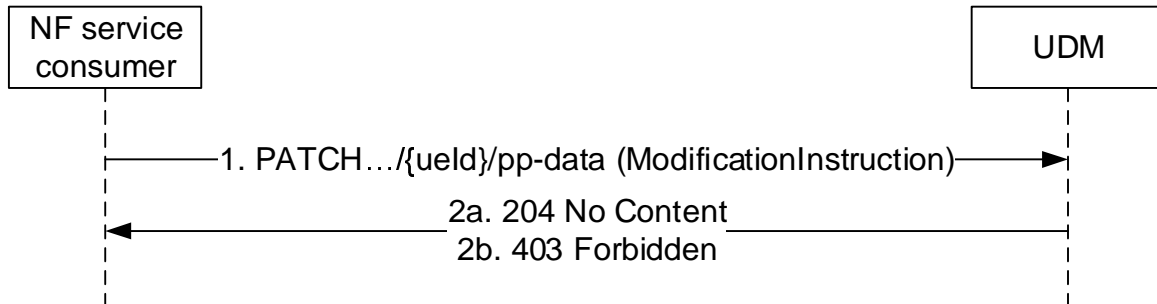 NF service
consumer
UDM
1. PATCH…/{ueId}/pp-data (ModificationInstruction)
2a. 204 No Content
2b. 403 Forbidden